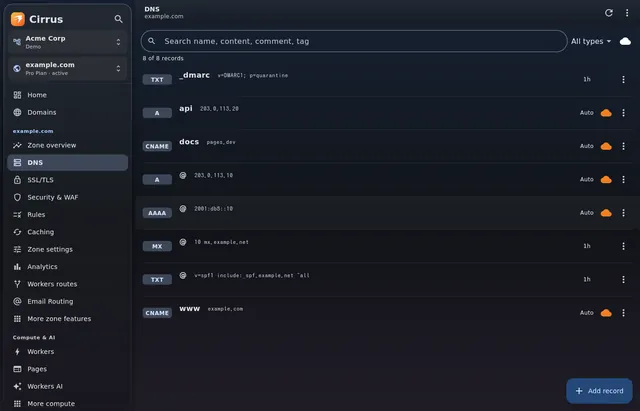 Cirrus
Acme Corp
Demo
example.com
Pro Plan · active
Home
Domains
example.com
Zone overview
DNS
SSL/TLS
Security & WAF
Rules
Caching
Zone settings
Analytics
Workers routes
Email Routing
More zone features
Compute & AI
Workers
Pages
Workers AI
More compute
DNS
example.com
Search name, content, comment, tag
All types
8 of 8 records
TXT _dmarc v=DMARC1; p=quarantine 1h
A api 203.0.113.20 Auto
CNAME docs pages.dev Auto
A @ 203.0.113.10 Auto
AAAA @ 2001:db8::10 Auto
MX @ 10 mx.example.net 1h
TXT @ v=spf1 include:_spf.example.net ~all 1h
CNAME www example.com Auto
Add record